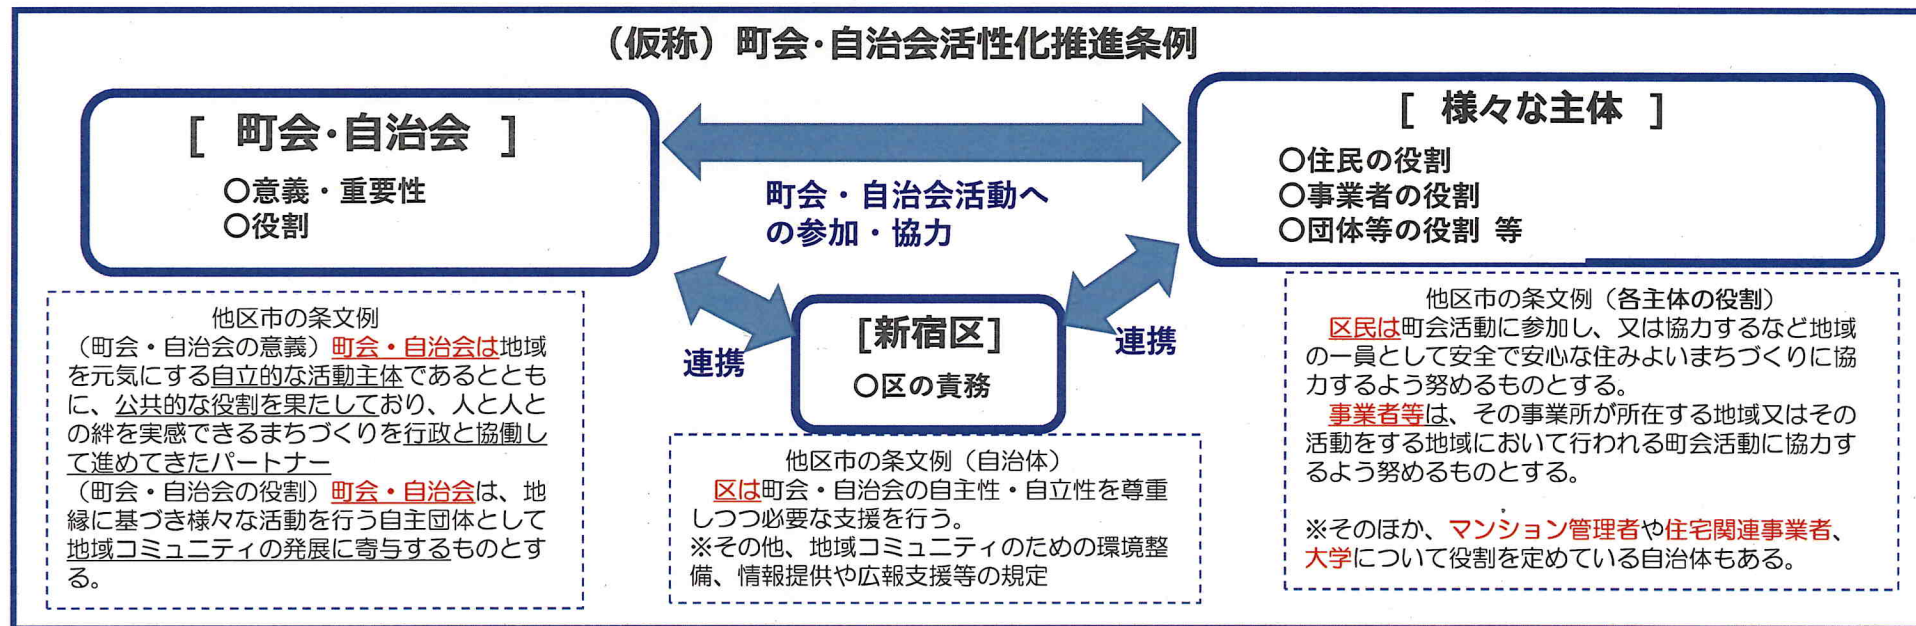 （仮称）町会・自治会活性化推進条例
［ 町会・自治会 ］
〇意義・重要性
〇役割
町会・自治会活動へ
の参加・協力
［ 様々な主体 ］
〇住民の役割
〇事業者の役割
〇団体等の役割 等
連携
［新宿区］
〇区の責務
連携
他区市の条文例
（町会・自治会の意義）町会・自治会は地域
を元気にする自立的な活動主体であるととも
に、公共的な役割を果たしており、人と人と
の絆を実感できるまちづくりを行政と協働し
て進めてきたパートナー
（町会・自治会の役割）町会・自治会は、地
縁に基づき様々な活動を行う自主団体として
地域コミュニティの発展に寄与するものとす
る。
他区市の条文例（自治体）
区は町会・自治会の自主性・自立性を尊重
しつつ必要な支援を行う。
※その他、地域コミュニティのための環境整
備、情報提供や広報支援等の規定
他区市の条文例（各主体の役割）
区民は町会活動に参加し、又は協力するなど地域
の一員として安全で安心な住みよいまちづくりに協
力するよう努めるものとする。
事業者等は、その事業所が所在する地域又はその
活動をする地域において行われる町会活動に協力す
るよう努めるものとする。
※そのほか、マンション管理者や住宅関連事業者、
大学について役割を定めている自治体もある。